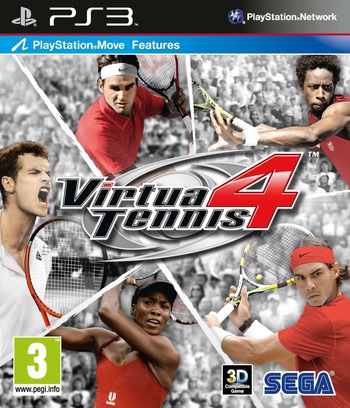 PS3
PlayStation®Network
PlayStation®Move Features
Virtua
Tennis 4
TM
3
www.pegi.info
3D
Compatible
Game
SEGA